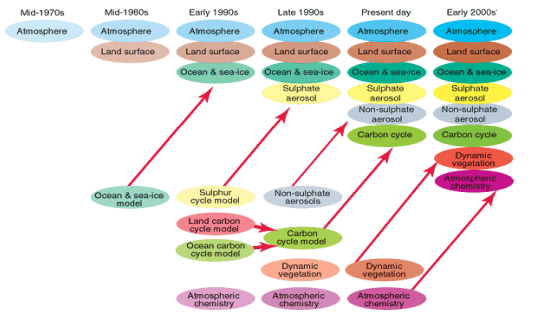 Mid-1970s Mid-1980s Early 1990s Late 1990s Present day Early 2000s'
Atmosphere Atmosphere Atmosphere Atmosphere Atmosphere Atmosphere
Land surface Land surface Land surface Land surface Land surface
Ocean & sea-ice Ocean & sea-ice Ocean & sea-ice Ocean & sea-ice
Sulphate Sulphate Sulphate
aerosol aerosol aerosol
Non-sulphate Non-sulphate
aerosol aerosol
Carbon cycle Carbon cycle
Dynamic
vegetation
Atmospheric
chemistry
Ocean & sea-ice Sulphur Non-sulphate
model cycle model aerosols
Land carbon
cycle model
Carbon
cycle model
Ocean carbon
cycle model
Dynamic Dynamic
vegetation vegetation
Atmospheric Atmospheric Atmospheric
chemistry chemistry chemistry